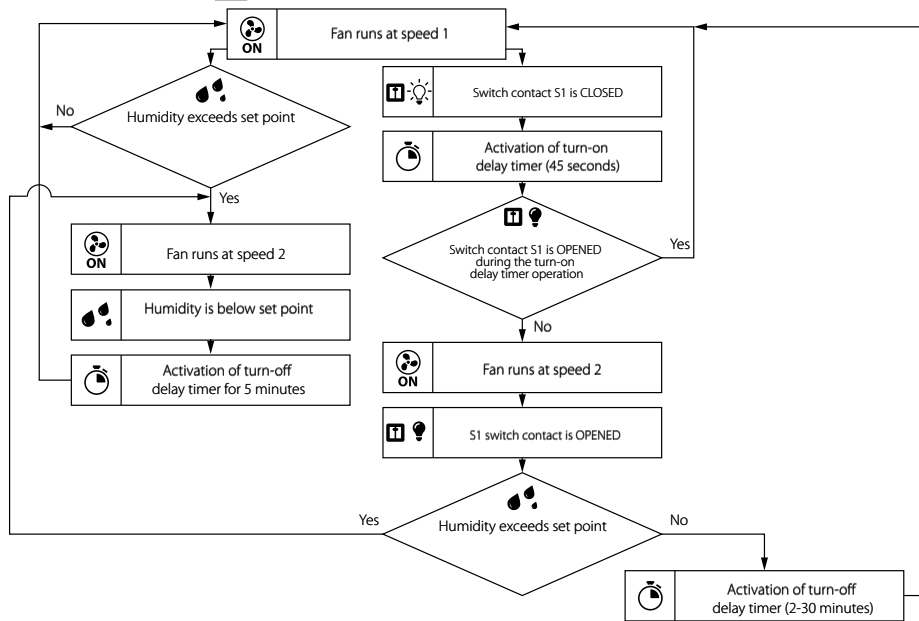 ON
Fan runs at speed 1
Humidity exceeds set point
No
Yes
ON
Fan runs at speed 2
Humidity is below set point
Activation of turn-off
delay timer for 5 minutes
Switch contact S1 is CLOSED
Activation of turn-on
delay timer (45 seconds)
Switch contact S1 is OPENED
during the turn-on
delay timer operation
Yes
No
ON
Fan runs at speed 2
S1 switch contact is OPENED
Humidity exceeds set point
Yes
No
Activation of turn-off
delay timer (2-30 minutes)